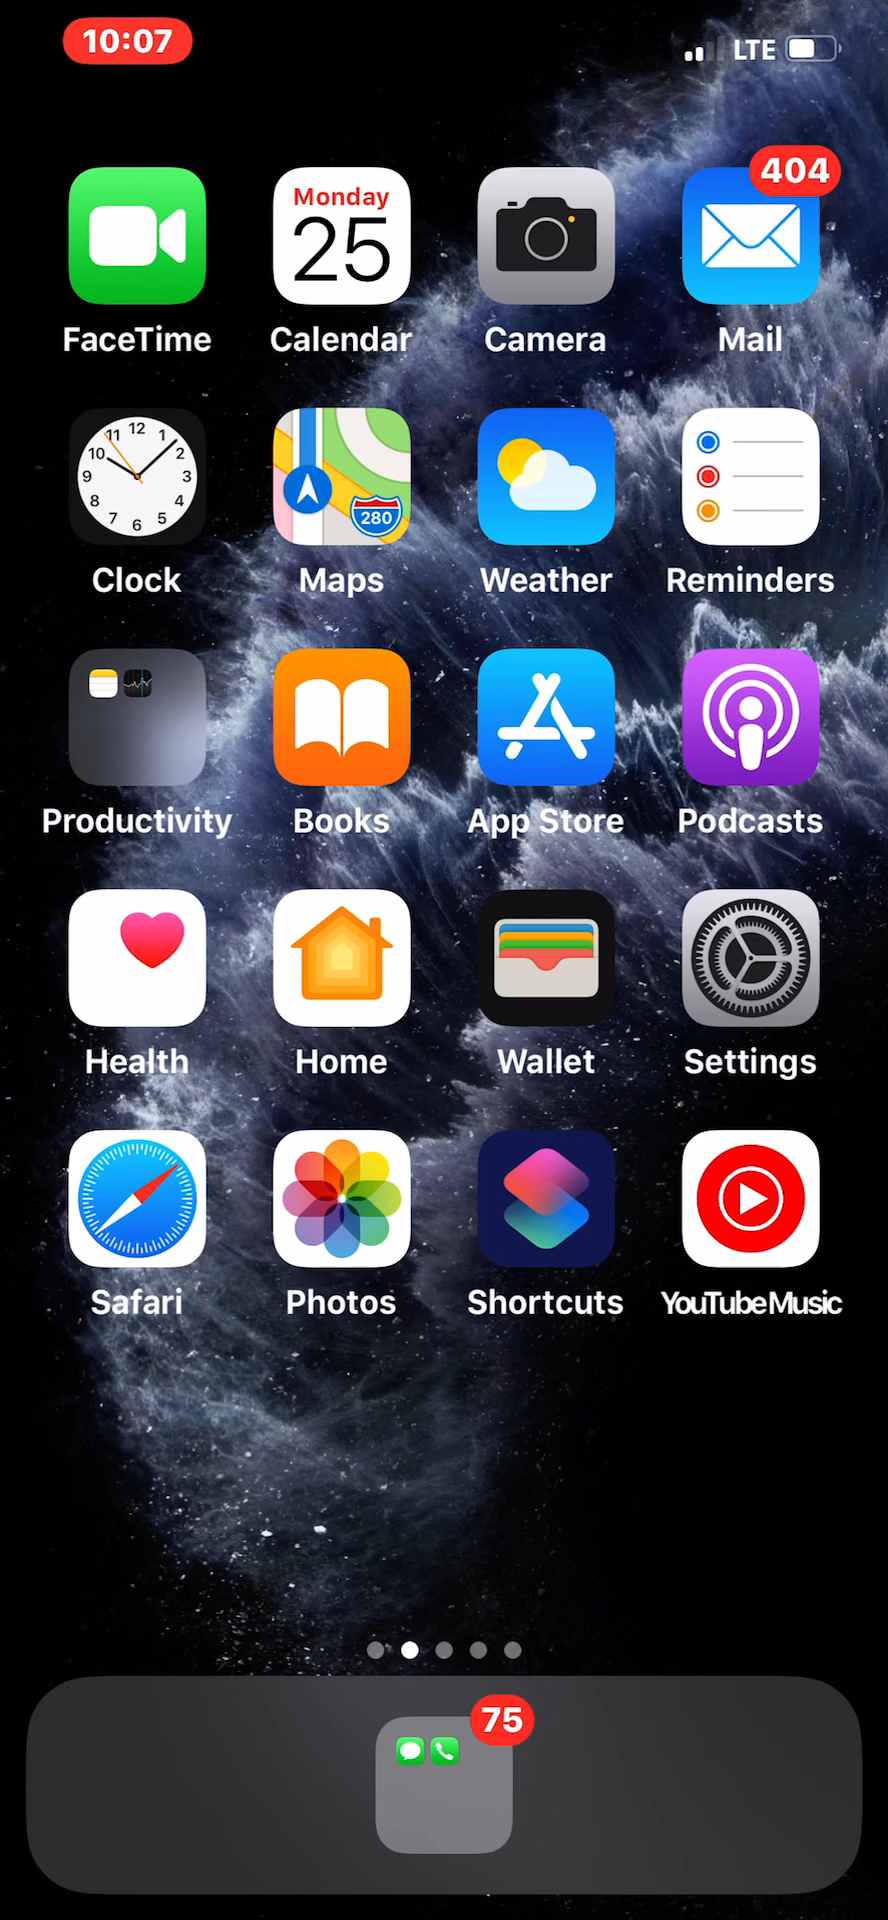 10:07
LTE
404
Monday
25
FaceTime Calendar Camera Mail
11 12 1
10 2
9 3
8 4
7 6 5
280
Clock Maps Weather Reminders
Productivity Books App Store Podcasts
Health Home Wallet Settings
Safari Photos Shortcuts YouTube Music
75